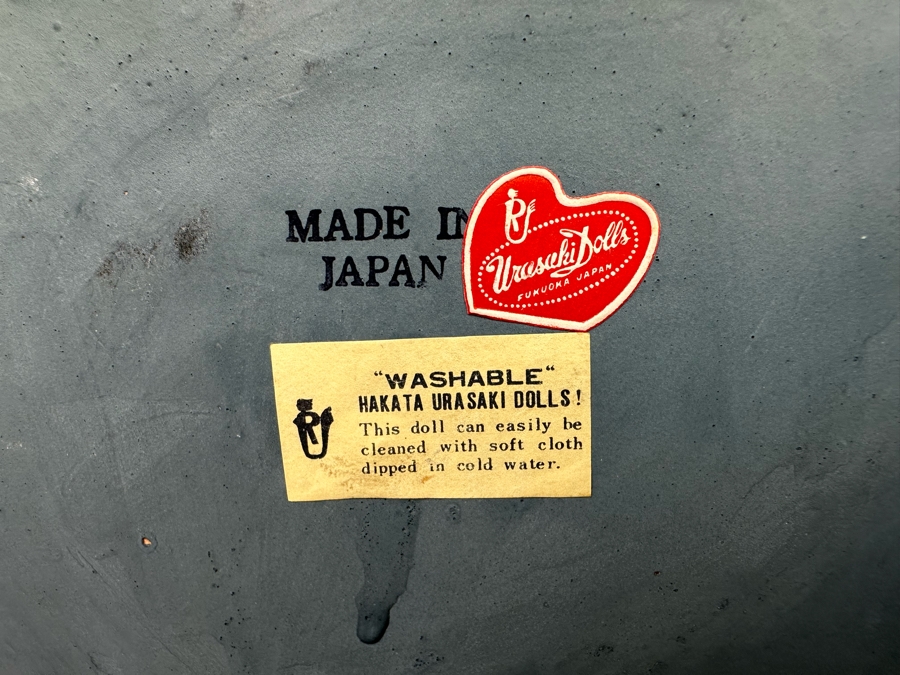 MADE IN
JAPAN
Urasaki Dolls
FUKUOKA JAPAN
"WASHABLE"
HAKATA URASAKI DOLLS!
This doll can easily be
cleaned with soft cloth
dipped in cold water.